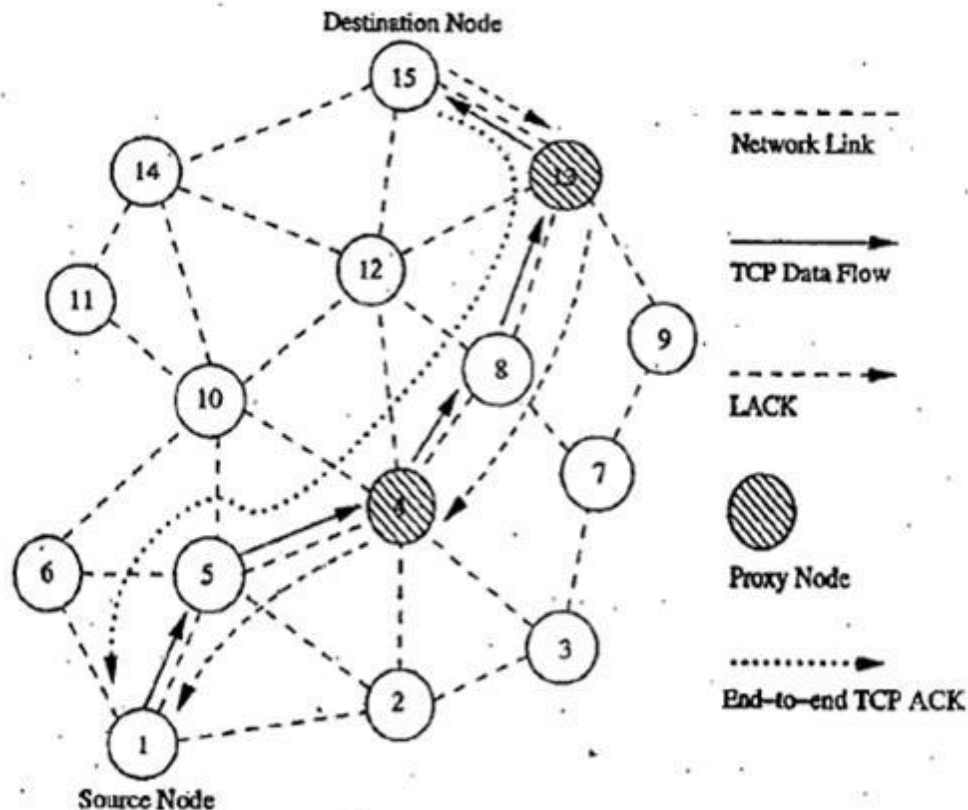 Destination Node
15
Network Link
14
13
TCP Data Flow
12
11
9
LACK
8
10
7
4
6
5
Proxy Node
3
2
End-to-end TCP ACK
1
Source Node